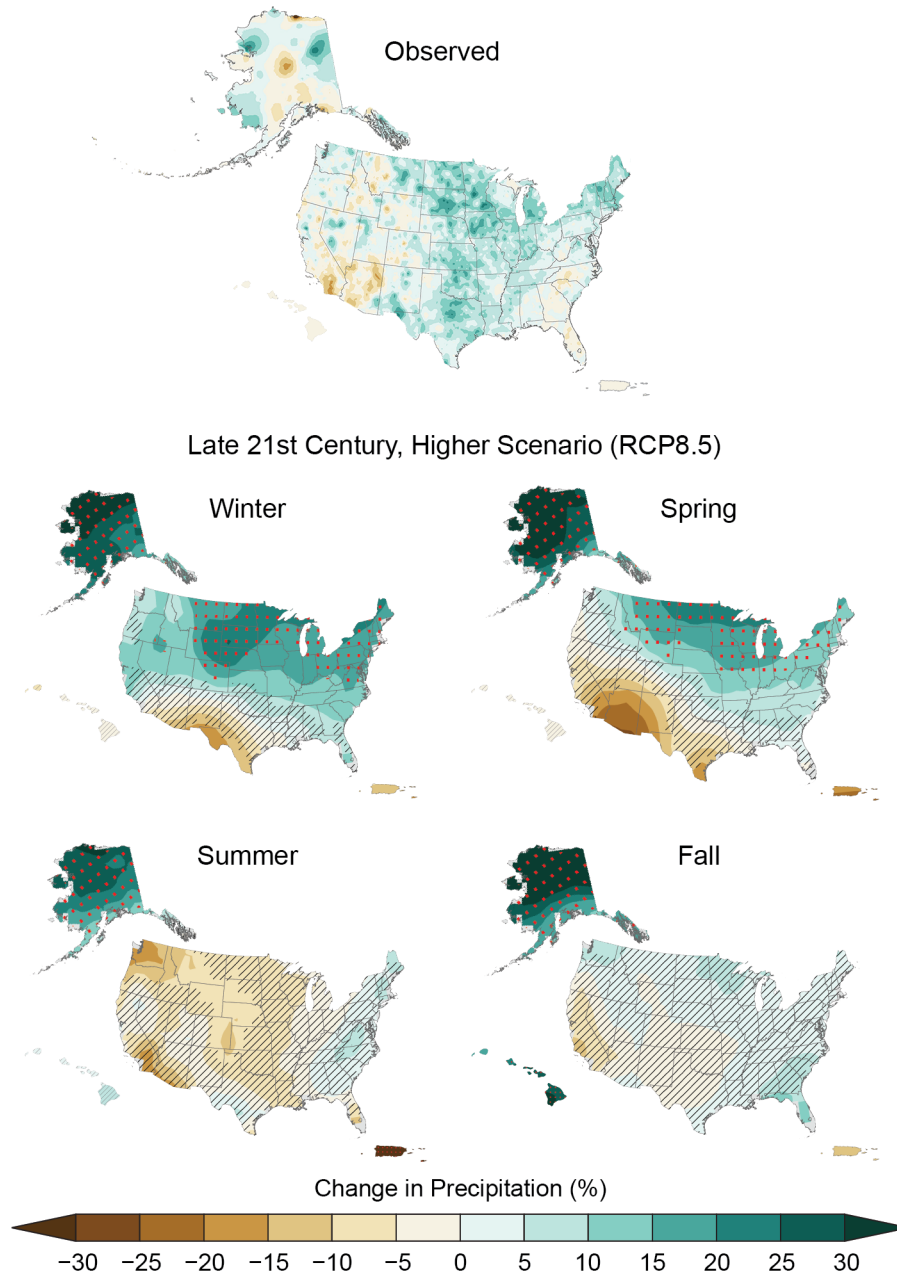 Observed
Late 21st Century, Higher Scenario (RCP8.5)
Winter
Spring
Summer
Fall
Change in Precipitation (%)
−30 −25 −20 −15 −10 −5 0 5 10 15 20 25 30